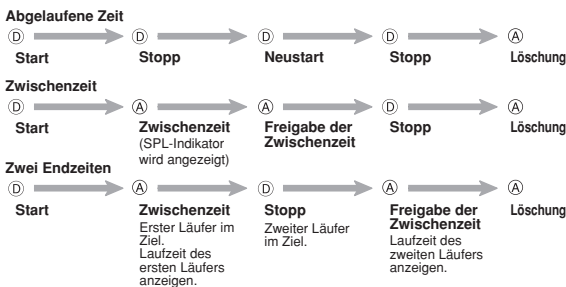 Abgelaufene Zeit
D D D D A
Start Stopp Neustart Stopp Löschung
Zwischenzeit
D A A D A
Start Zwischenzeit Freigabe der Stopp Löschung
(SPL-Indikator Zwischenzeit
wird angezeigt)
Zwei Endzeiten
D A D A A
Start Zwischenzeit Stopp Freigabe der Löschung
Erster Läufer im Zweiter Läufer Zwischenzeit
Ziel. im Ziel. Laufzeit des
Laufzeit des zweiten Läufers
ersten Läufers anzeigen.
anzeigen.